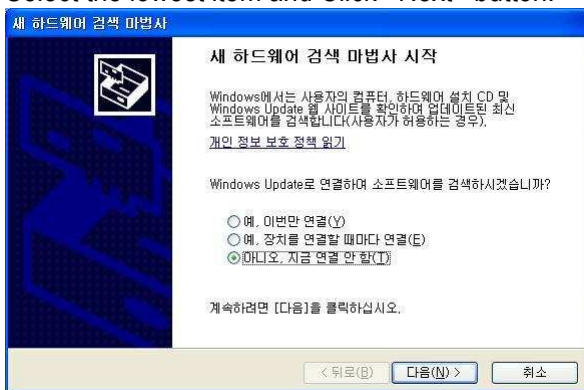 Select the lowest item and Click "Next" button.
새 하드웨어 검색 마법사
새 하드웨어 검색 마법사 시작
Windows에서는 사용자의 컴퓨터, 하드웨어 설치 CD 및
Windows Update 웹 사이트를 확인하여 업데이트된 최신
소프트웨어를 검색합니다(사용자가 허용하는 경우).
개인 정보 보호 정책 읽기
Windows Update로 연결하여 소프트웨어를 검색하시겠습니까?
예, 이번만 연결(Y)
예, 장치를 연결할 때마다 연결(E)
아니오, 지금 연결 안 함(T)
계속하려면 [다음]을 클릭하십시오.
< 뒤로(B) 다음(N) > 취소